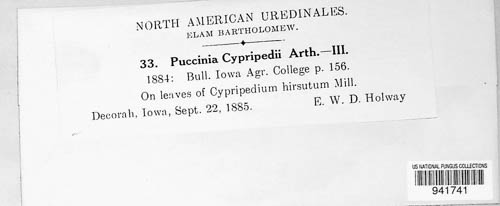 NORTH AMERICAN UREDINALES.
ELAM BARTHOLOMEW.
33. Puccinia Cypripedii Arth.—III.
1884: Bull. Iowa Agr. College p. 156.
On leaves of Cypripedium hirsutum Mill.
Decorah, Iowa, Sept. 22, 1885. E. W. D. Holway
US NATIONAL FUNGUS COLLECTIONS
941741